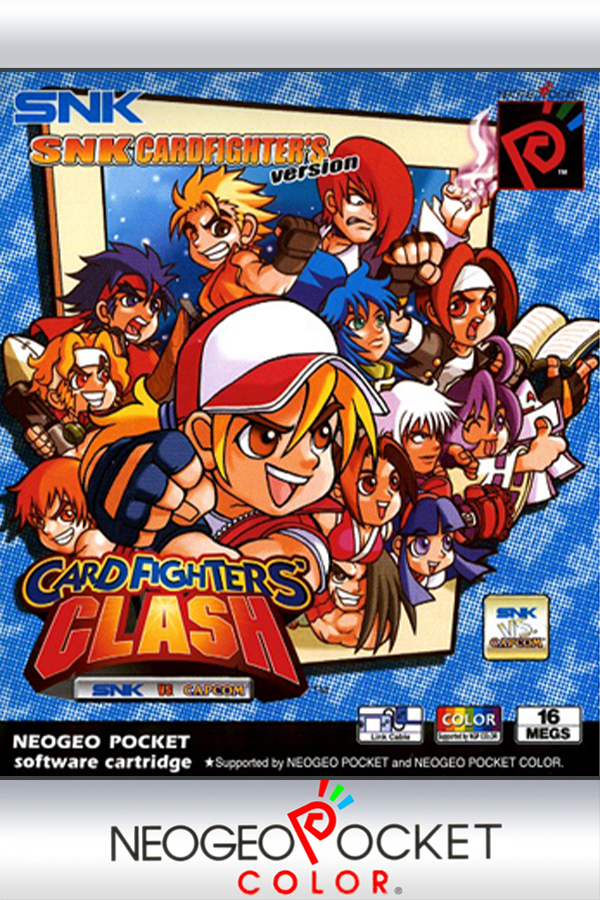 SNK
NEOGEO POCKET
SNK CARDFIGHTER'S
version
TM
CARD FIGHTERS'
CLASH
SNK VS CAPCOM
TM
SNK
VS.
CAPCOM
NEOGEO POCKET
software cartridge
★Supported by NEOGEO POCKET and NEOGEO POCKET COLOR.
Link Cable
COLOR
Supported by NGP COLOR
16
MEGS
NEOGEO POCKET
COLOR®